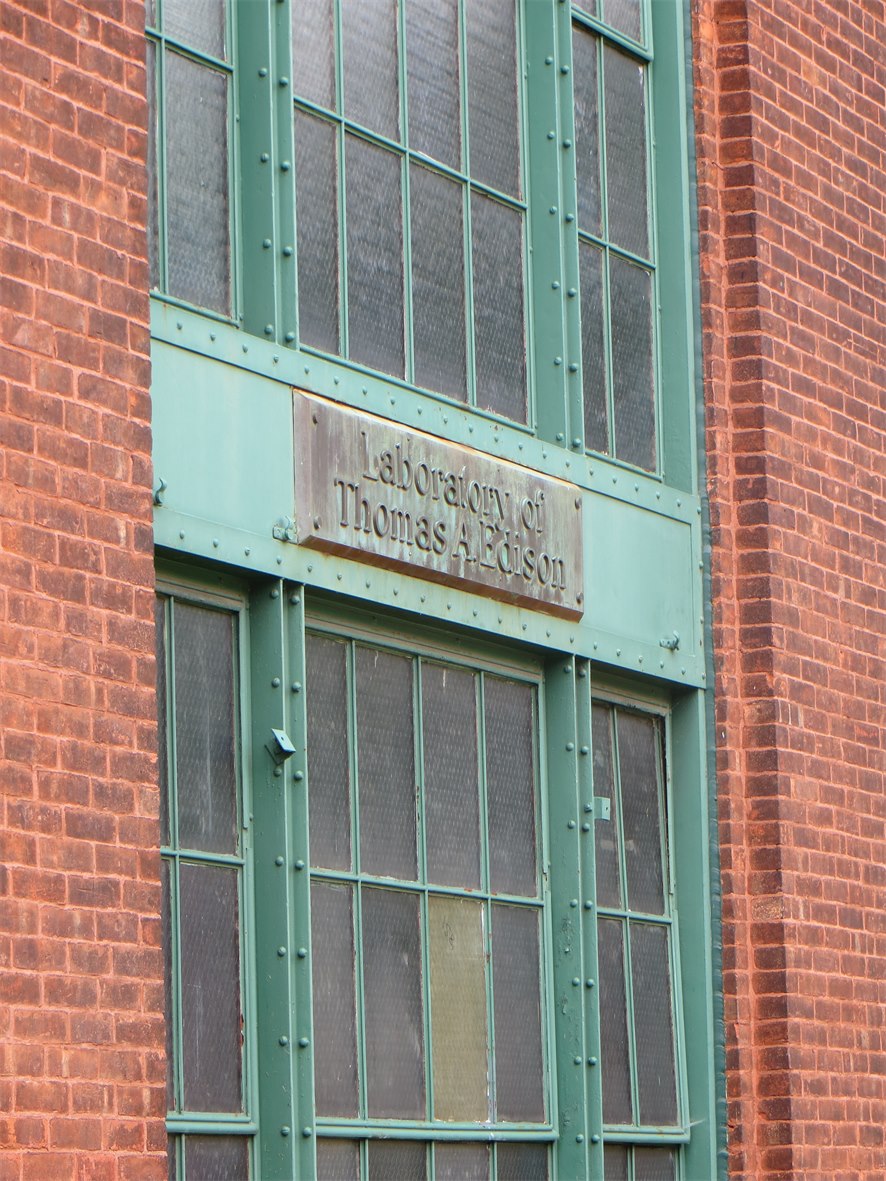 Laboratory of
Thomas A. Edison